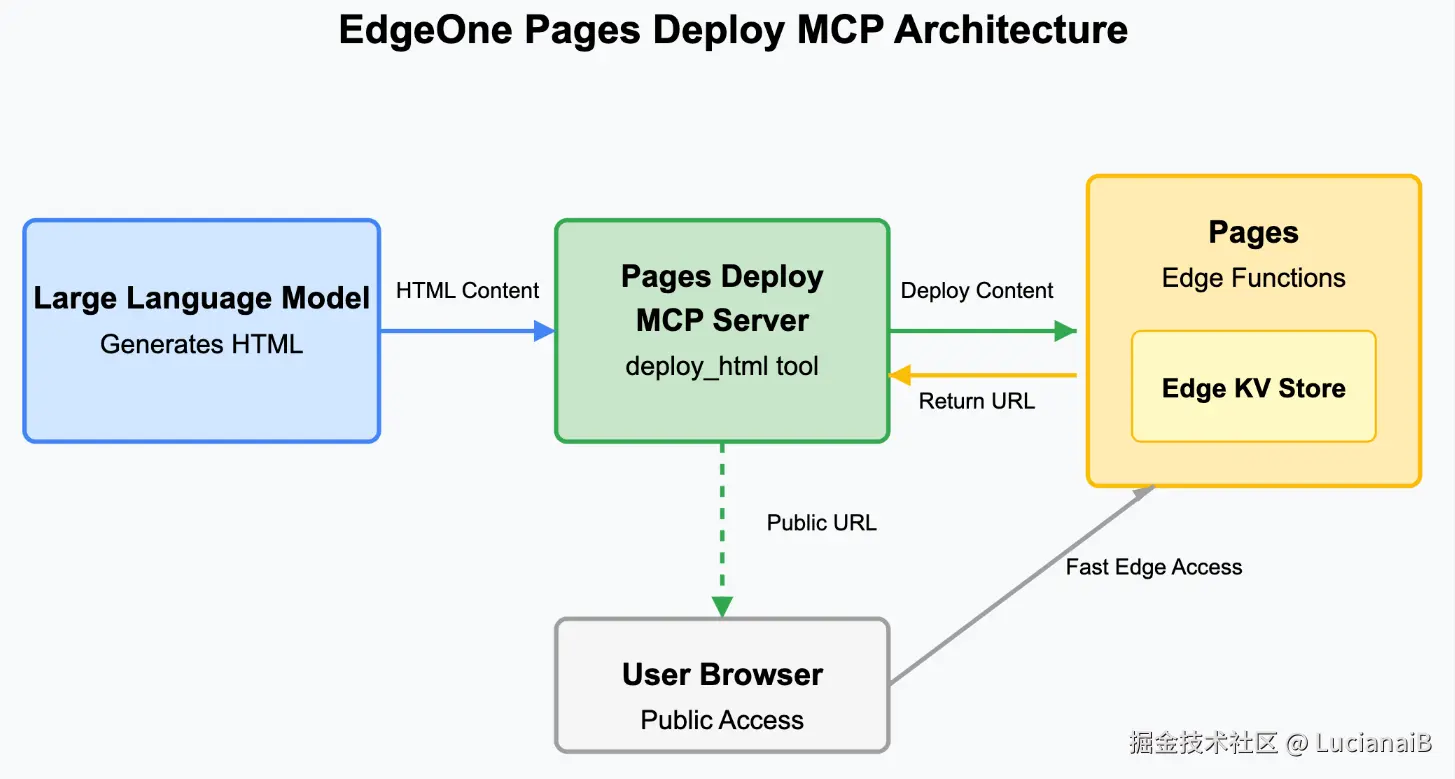 EdgeOne Pages Deploy MCP Architecture
Large Language Model
Generates HTML
HTML Content
Pages Deploy
MCP Server
deploy_html tool
Deploy Content
Return URL
Pages
Edge Functions
Edge KV Store
Public URL
Fast Edge Access
User Browser
Public Access
掘金技术社区 @ LucianaiB